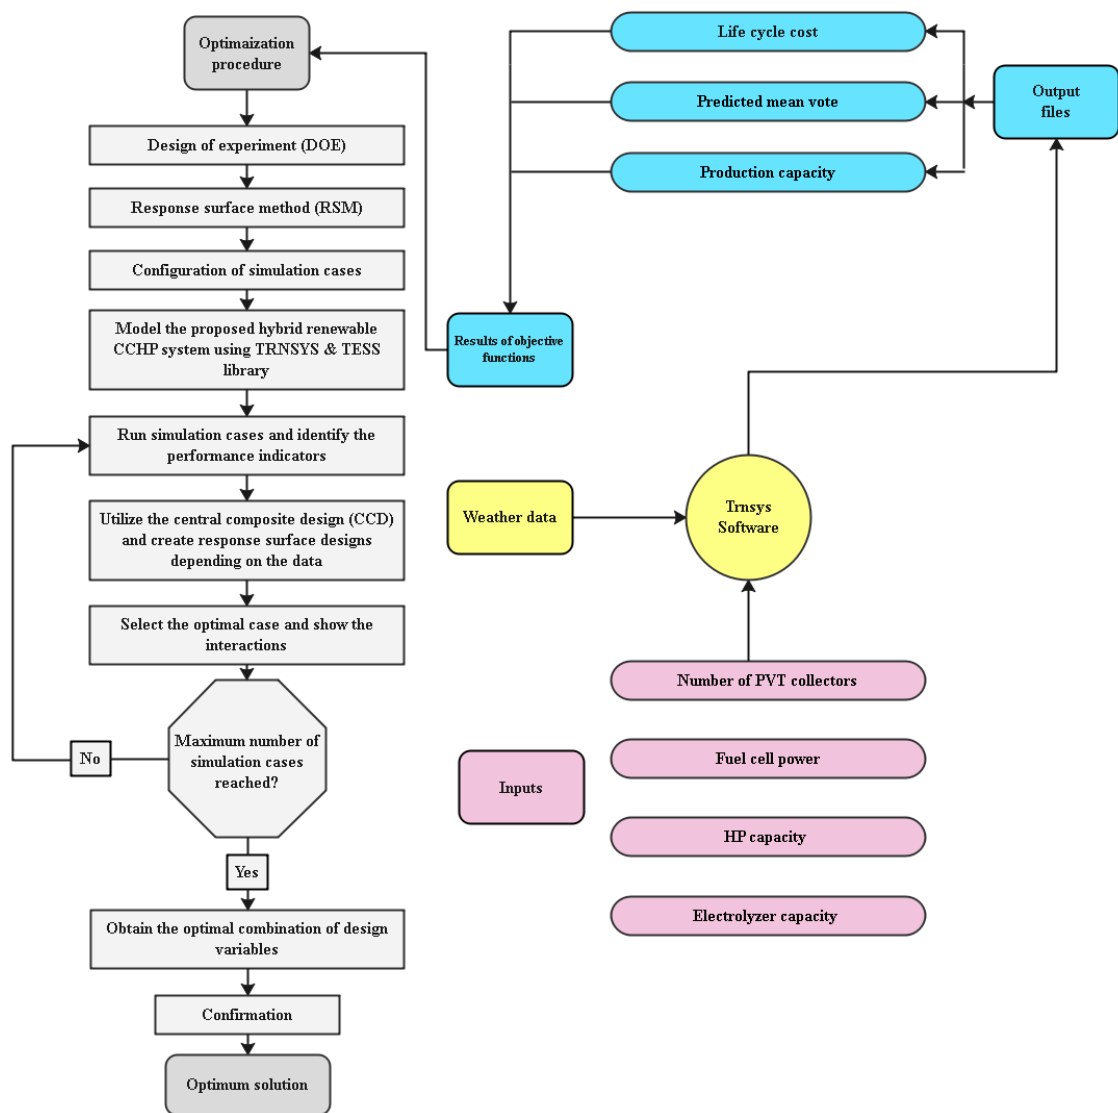 Optimaization
procedure
Design of experiment (DOE)
Response surface method (RSM)
Configuration of simulation cases
Model the proposed hybrid renewable
CCHP system using TRNSYS & TESS
library
Run simulation cases and identify the
performance indicators
Utilize the central composite design (CCD)
and create response surface designs
depending on the data
Select the optimal case and show the
interactions
Maximum number of
simulation cases
reached?
No
Yes
Obtain the optimal combination of design
variables
Confirmation
Optimum solution
Life cycle cost
Predicted mean vote
Production capacity
Output
files
Results of objective
functions
Weather data
Trnsys
Software
Inputs
Number of PVT collectors
Fuel cell power
HP capacity
Electrolyzer capacity